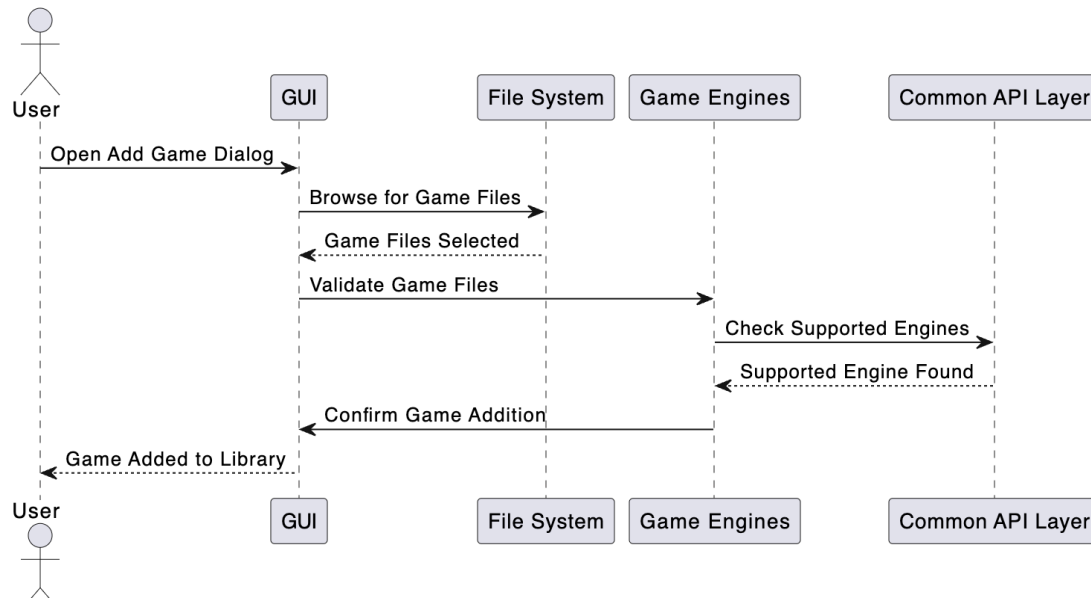 User
GUI
File System
Game Engines
Common API Layer
Open Add Game Dialog
Browse for Game Files
Game Files Selected
Validate Game Files
Check Supported Engines
Supported Engine Found
Confirm Game Addition
Game Added to Library
User
GUI
File System
Game Engines
Common API Layer